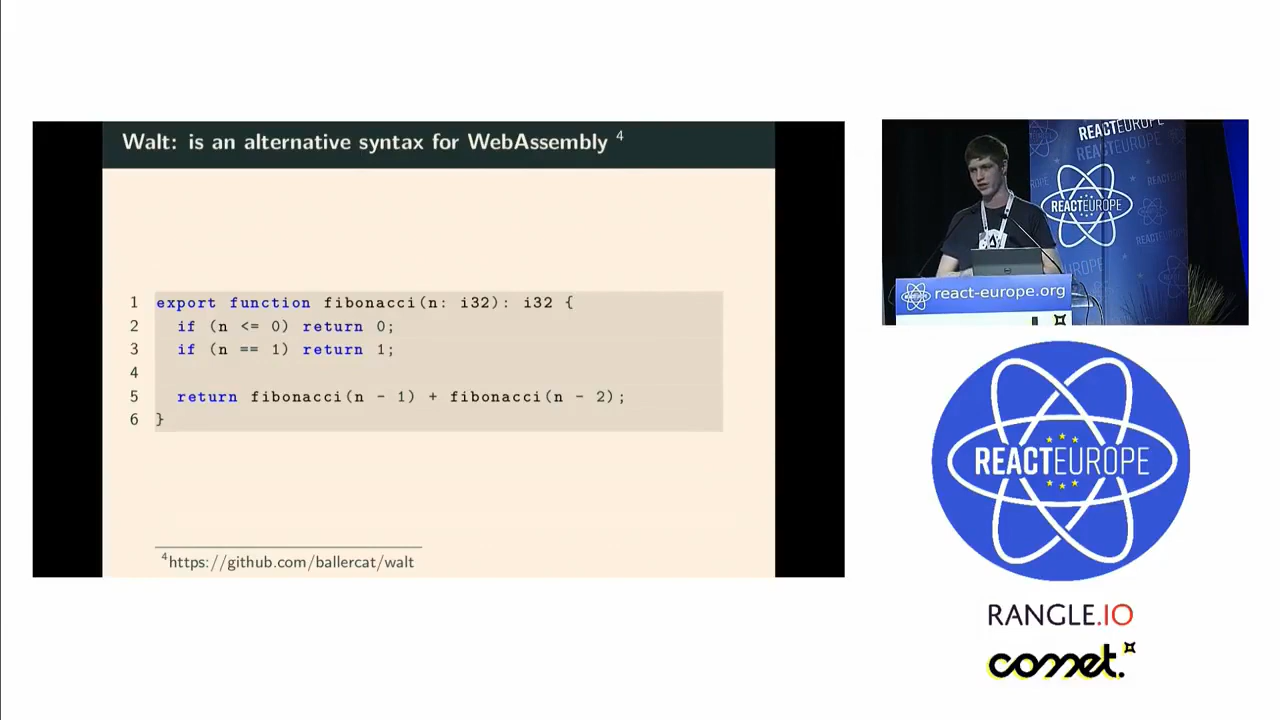 Walt: is an alternative syntax for WebAssembly 4
1 export function fibonacci(n: i32): i32 {
2 if (n <= 0) return 0;
3 if (n == 1) return 1;
4
5 return fibonacci(n - 1) + fibonacci(n - 2);
6 }
4https://github.com/ballercat/walt
REACTEUROPE
REACTEUROPE
REACTEUROPE
react-europe.org
REACTEUROPE
RANGLE.IO
comet.